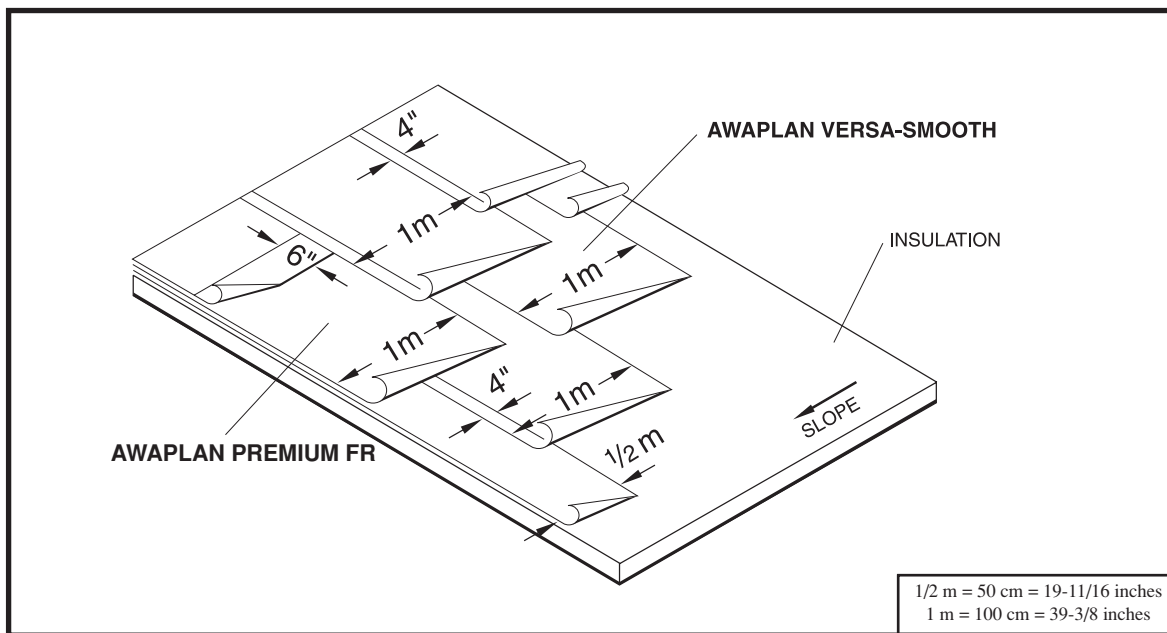 4"
AWAPLAN VERSA-SMOOTH
1m
INSULATION
6"
1m
1m
4"
1m
SLOPE
AWAPLAN PREMIUM FR
1/2 m
1/2 m = 50 cm = 19-11/16 inches
1 m = 100 cm = 39-3/8 inches